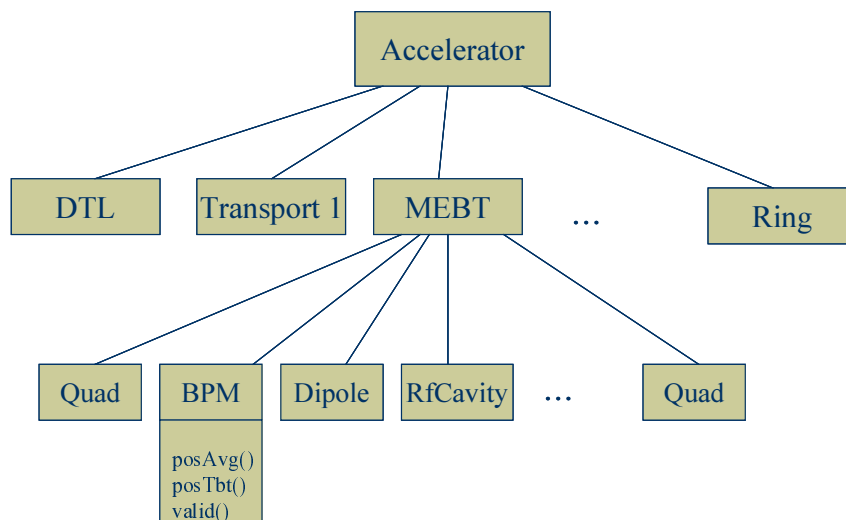 Accelerator
DTL
Transport 1
MEBT
...
Ring
Quad
BPM
Dipole
RfCavity
...
Quad
posAvg()
posTbt()
valid()